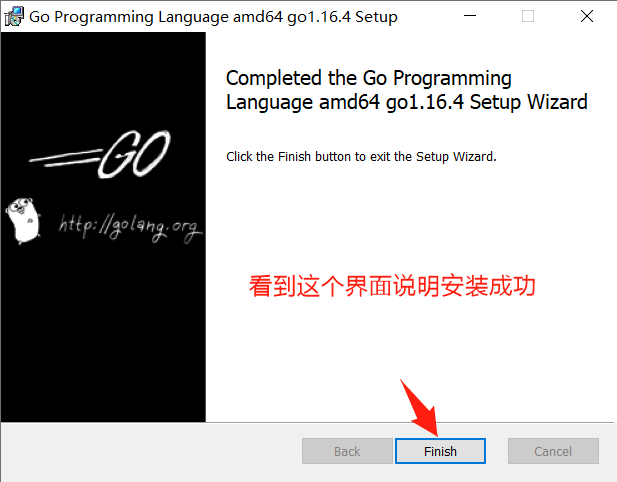 Go Programming Language amd64 go1.16.4 Setup
Completed the Go Programming
Language amd64 go1.16.4 Setup Wizard
Click the Finish button to exit the Setup Wizard.
GO
http://golang.org
看到这个界面说明安装成功
Back
Finish
Cancel